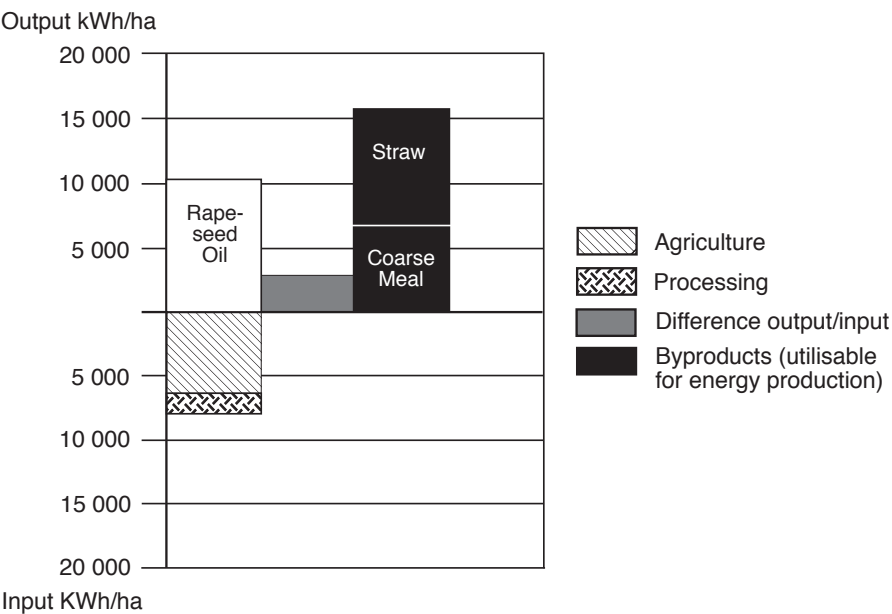 Output kWh/ha
20 000
15 000
10 000
5 000
Rape-
seed
Oil
Straw
Coarse
Meal
5 000
10 000
15 000
20 000
Input KWh/ha
Agriculture
Processing
Difference output/input
Byproducts (utilisable
for energy production)